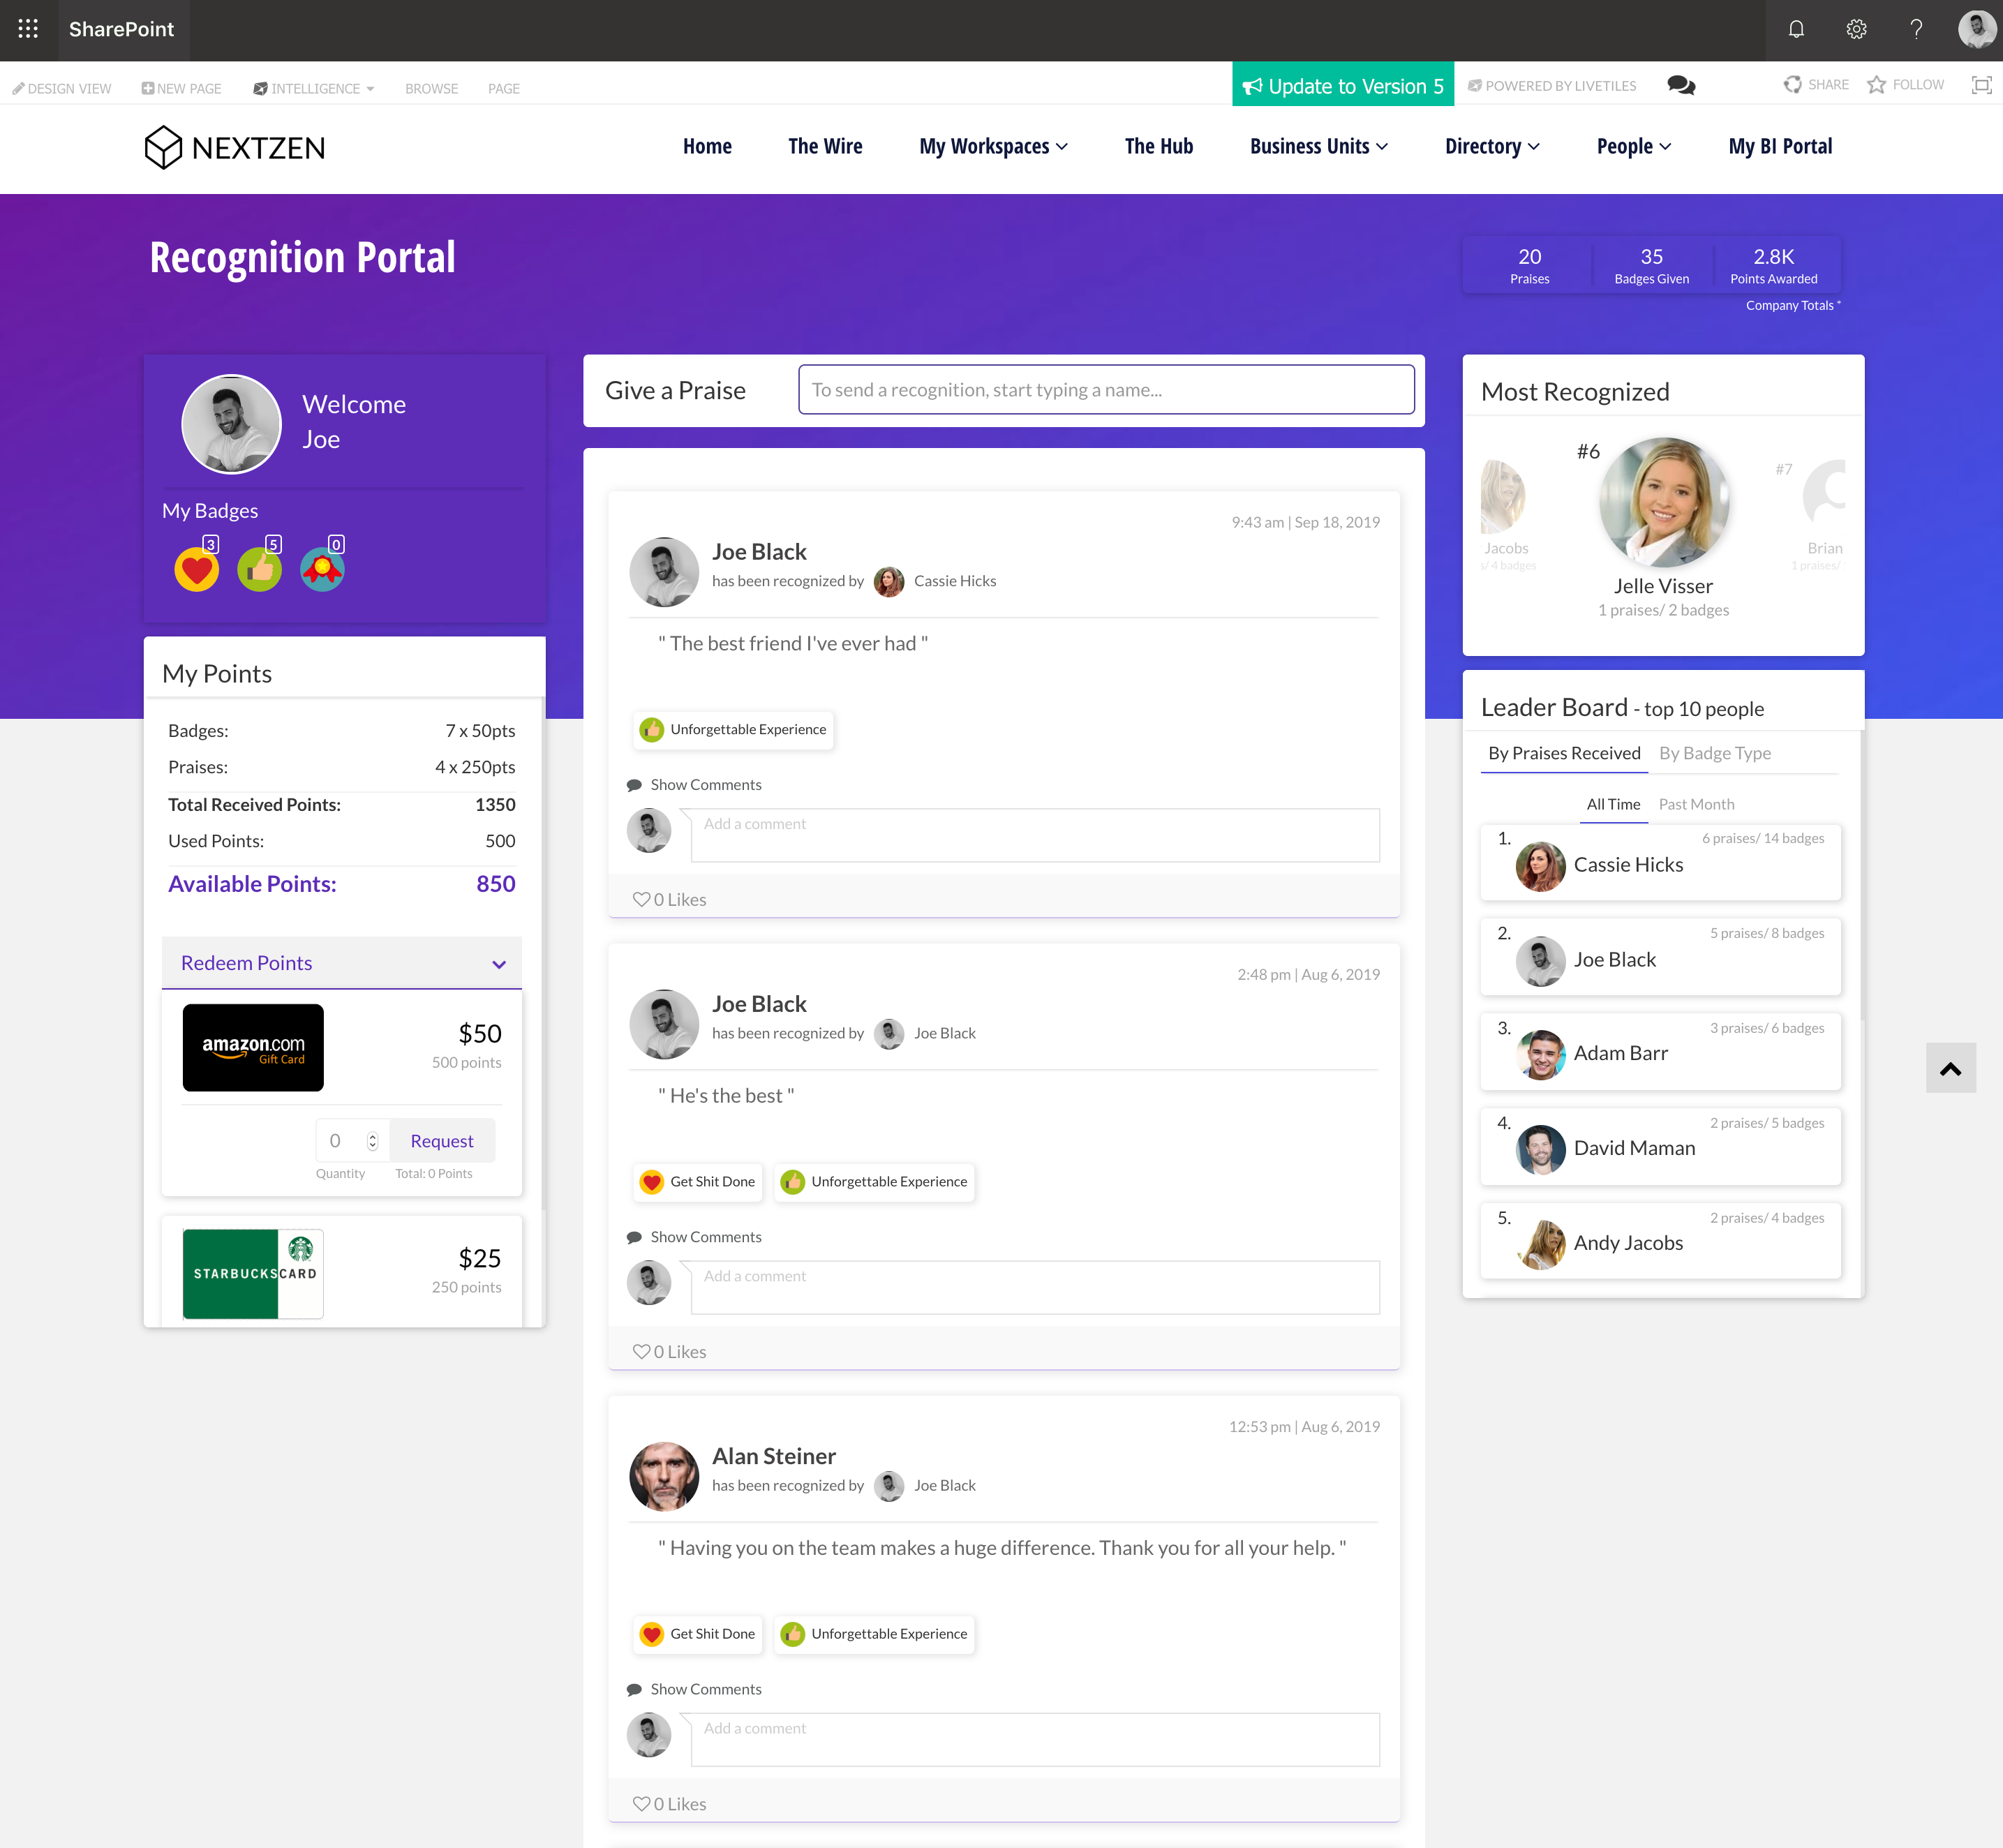 SharePoint
DESIGN VIEW
NEW PAGE
INTELLIGENCE
BROWSE
PAGE
Update to Version 5
POWERED BY LIVETILES
SHARE
FOLLOW
NEXTZEN
Home
The Wire
My Workspaces
The Hub
Business Units
Directory
People
My BI Portal
Recognition Portal
20
Praises
35
Badges Given
2.8K
Points Awarded
Company Totals *
Welcome
Joe
My Badges
3
5
0
My Points
Badges: 7 x 50pts
Praises: 4 x 250pts
Total Received Points: 1350
Used Points: 500
Available Points: 850
Redeem Points
amazon.com
Gift Card
$50
500 points
0
Request
Quantity
Total: 0 Points
STARBUCKS CARD
$25
250 points
Give a Praise
To send a recognition, start typing a name...
9:43 am | Sep 18, 2019
Joe Black
has been recognized by Cassie Hicks
" The best friend I've ever had "
Unforgettable Experience
Show Comments
Add a comment
0 Likes
2:48 pm | Aug 6, 2019
Joe Black
has been recognized by Joe Black
" He's the best "
Get Shit Done
Unforgettable Experience
Show Comments
Add a comment
0 Likes
12:53 pm | Aug 6, 2019
Alan Steiner
has been recognized by Joe Black
" Having you on the team makes a huge difference. Thank you for all your help. "
Get Shit Done
Unforgettable Experience
Show Comments
Add a comment
0 Likes
Most Recognized
Jacobs
s/ 4 badges
#6
Jelle Visser
1 praises/ 2 badges
#7
Brian
1 praises/
Leader Board - top 10 people
By Praises Received
By Badge Type
All Time
Past Month
1.
6 praises/ 14 badges
Cassie Hicks
2.
5 praises/ 8 badges
Joe Black
3.
3 praises/ 6 badges
Adam Barr
4.
2 praises/ 5 badges
David Maman
5.
2 praises/ 4 badges
Andy Jacobs